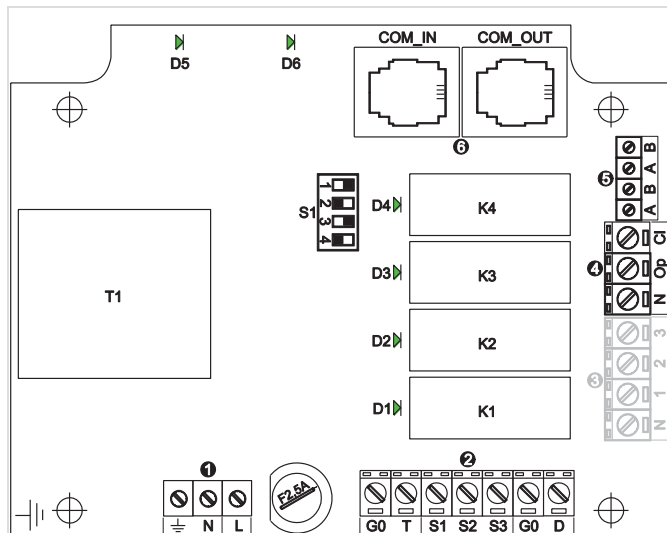 COM_IN COM_OUT
D5 D6
6
B
A
B
A
5
S1
1
2
3
4
D4 K4
Cl
Op
N
4
T1
D3 K3
D2 K2
3
2
1
N
3
D1 K1
1
2
F2.5A
N L
G0 T S1 S2 S3 G0 D